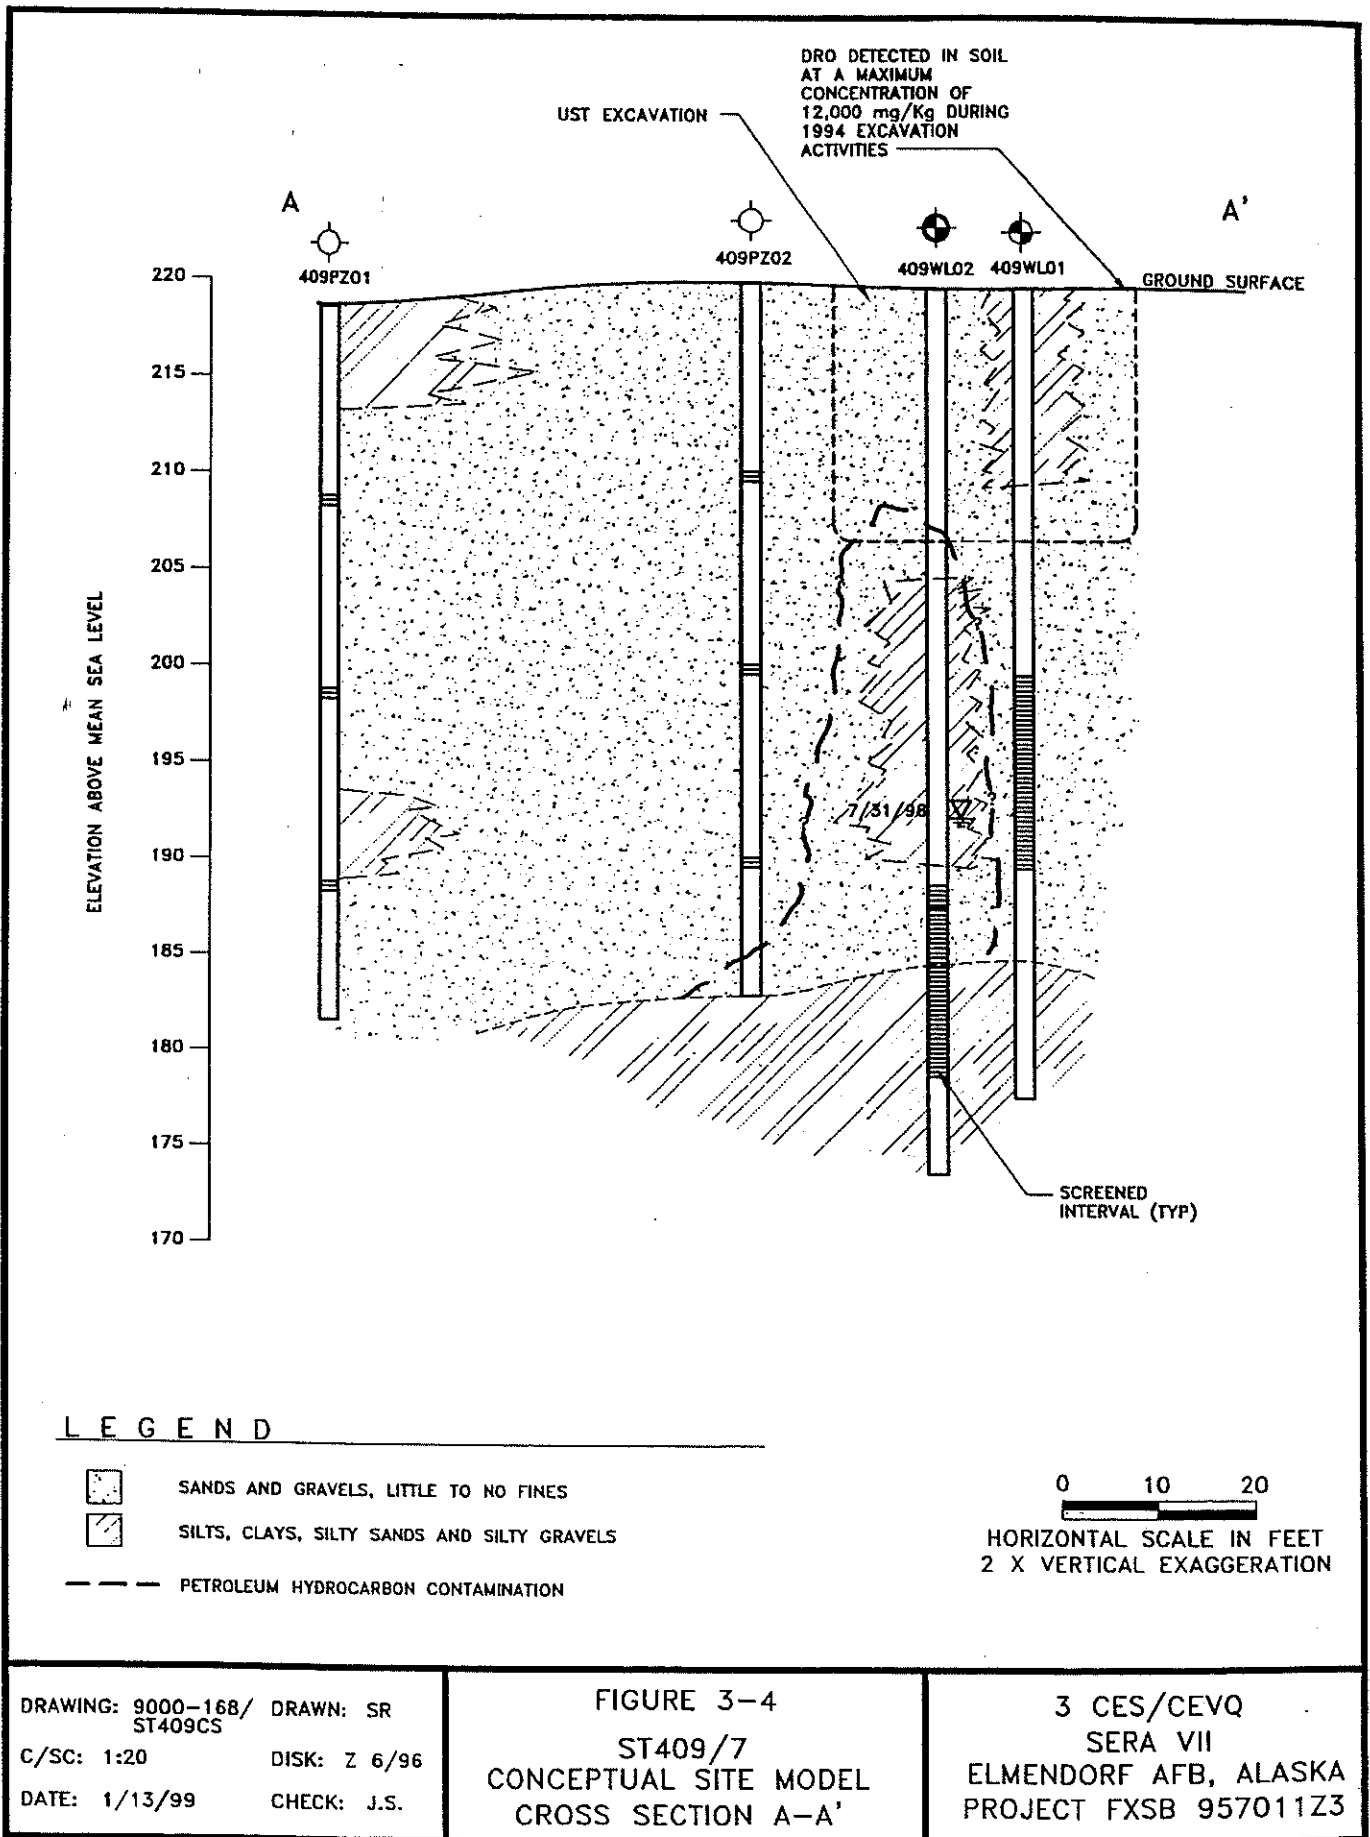 DRO DETECTED IN SOIL
AT A MAXIMUM
CONCENTRATION OF
12,000 mg/Kg DURING
1994 EXCAVATION
ACTIVITIES
UST EXCAVATION
A
A'
409PZ01
409PZ02
409WL02
409WL01
GROUND SURFACE
220
215
210
205
200
195
190
185
180
175
170
ELEVATION ABOVE MEAN SEA LEVEL
7/31/98
SCREENED
INTERVAL (TYP)
LEGEND
SANDS AND GRAVELS, LITTLE TO NO FINES
SILTS, CLAYS, SILTY SANDS AND SILTY GRAVELS
PETROLEUM HYDROCARBON CONTAMINATION
0 10 20
HORIZONTAL SCALE IN FEET
2 X VERTICAL EXAGGERATION
DRAWING: 9000-168/ DRAWN: SR
ST409CS
C/SC: 1:20 DISK: Z 6/96
DATE: 1/13/99 CHECK: J.S.
FIGURE 3-4
ST409/7
CONCEPTUAL SITE MODEL
CROSS SECTION A-A'
3 CES/CEVQ
SERA VII
ELMENDORF AFB, ALASKA
PROJECT FXSB 957011Z3